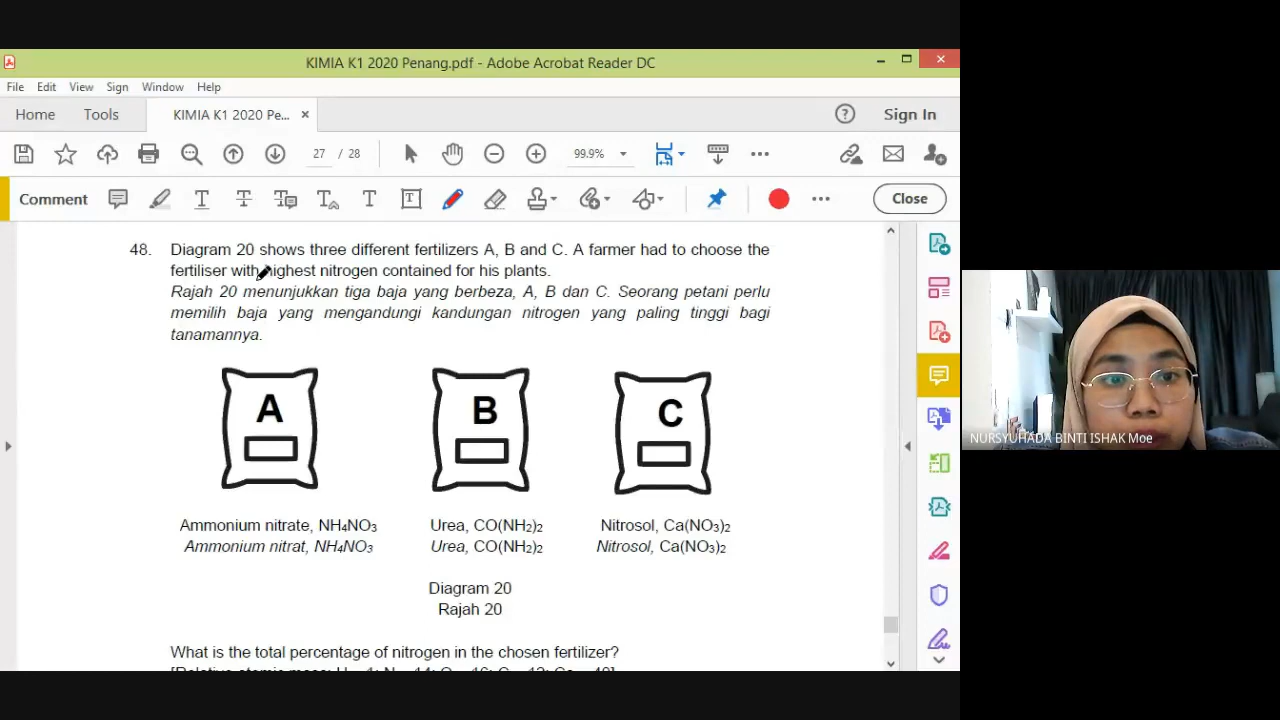 KIMIA K1 2020 Penang.pdf - Adobe Acrobat Reader DC
File Edit View Sign Window Help
Home Tools KIMIA K1 2020 Pe... × Sign In
27 / 28 99.9%
Comment Close
48. Diagram 20 shows three different fertilizers A, B and C. A farmer had to choose the
fertiliser with highest nitrogen contained for his plants.
Rajah 20 menunjukkan tiga baja yang berbeza, A, B dan C. Seorang petani perlu
memilih baja yang mengandungi kandungan nitrogen yang paling tinggi bagi
tanamannya.
A B C
Ammonium nitrate, NH4NO3 Urea, CO(NH2)2 Nitrosol, Ca(NO3)2
Ammonium nitrat, NH4NO3 Urea, CO(NH2)2 Nitrosol, Ca(NO3)2
Diagram 20
Rajah 20
What is the total percentage of nitrogen in the chosen fertilizer?
NURSYUHADA BINTI ISHAK Moe